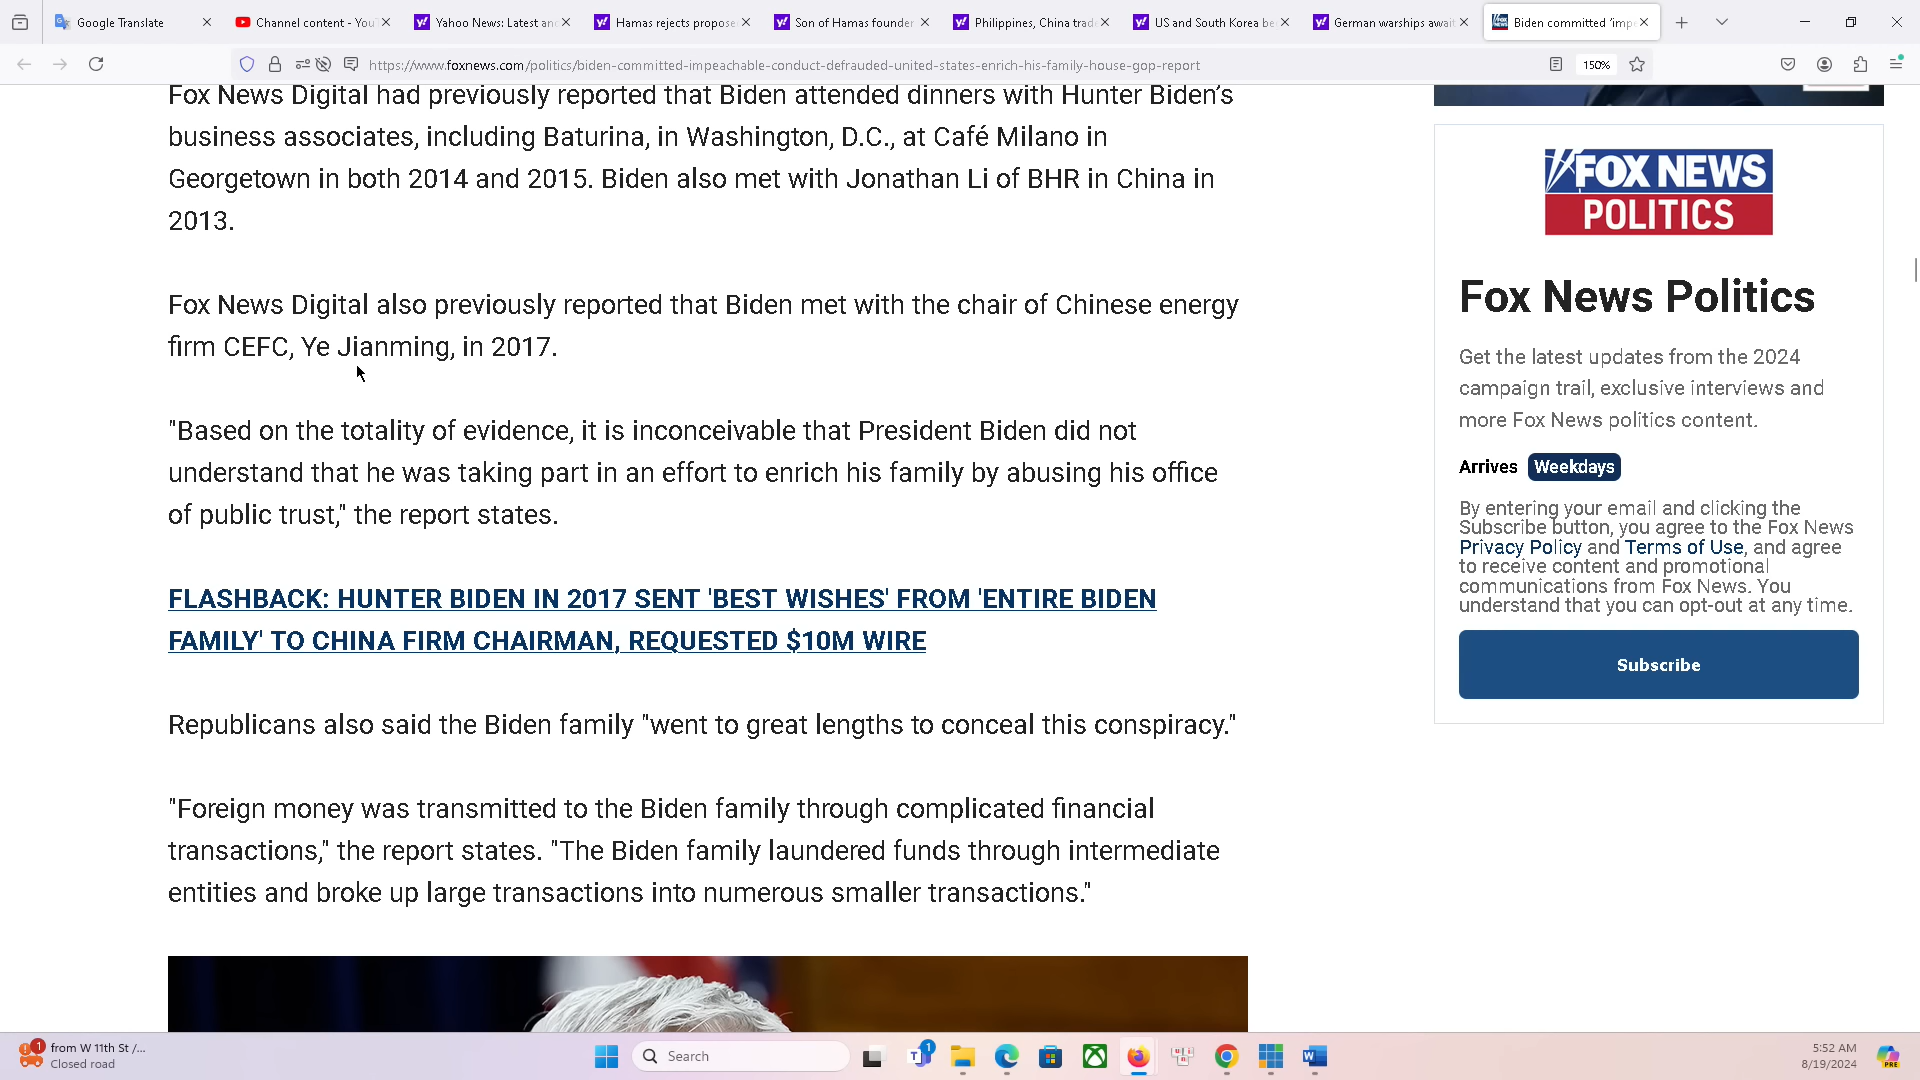 Google Translate
Channel content - You
Yahoo News: Latest an
Hamas rejects propose
Son of Hamas founder
Philippines, China trad
US and South Korea be
German warships await
Biden committed 'imp
https://www.foxnews.com/politics/biden-committed-impeachable-conduct-defrauded-united-states-enrich-his-family-house-gop-report
150%
Fox News Digital had previously reported that Biden attended dinners with Hunter Biden's
business associates, including Baturina, in Washington, D.C., at Café Milano in
Georgetown in both 2014 and 2015. Biden also met with Jonathan Li of BHR in China in
2013.
Fox News Digital also previously reported that Biden met with the chair of Chinese energy
firm CEFC, Ye Jianming, in 2017.
"Based on the totality of evidence, it is inconceivable that President Biden did not
understand that he was taking part in an effort to enrich his family by abusing his office
of public trust," the report states.
FLASHBACK: HUNTER BIDEN IN 2017 SENT 'BEST WISHES' FROM 'ENTIRE BIDEN
FAMILY' TO CHINA FIRM CHAIRMAN, REQUESTED $10M WIRE
Republicans also said the Biden family "went to great lengths to conceal this conspiracy."
"Foreign money was transmitted to the Biden family through complicated financial
transactions," the report states. "The Biden family laundered funds through intermediate
entities and broke up large transactions into numerous smaller transactions."
FOX NEWS
POLITICS
Fox News Politics
Get the latest updates from the 2024
campaign trail, exclusive interviews and
more Fox News politics content.
Arrives Weekdays
By entering your email and clicking the
Subscribe button, you agree to the Fox News
Privacy Policy and Terms of Use, and agree
to receive content and promotional
communications from Fox News. You
understand that you can opt-out at any time.
Subscribe
1
from W 11th St /...
Closed road
Search
1
5:52 AM
8/19/2024
PRE